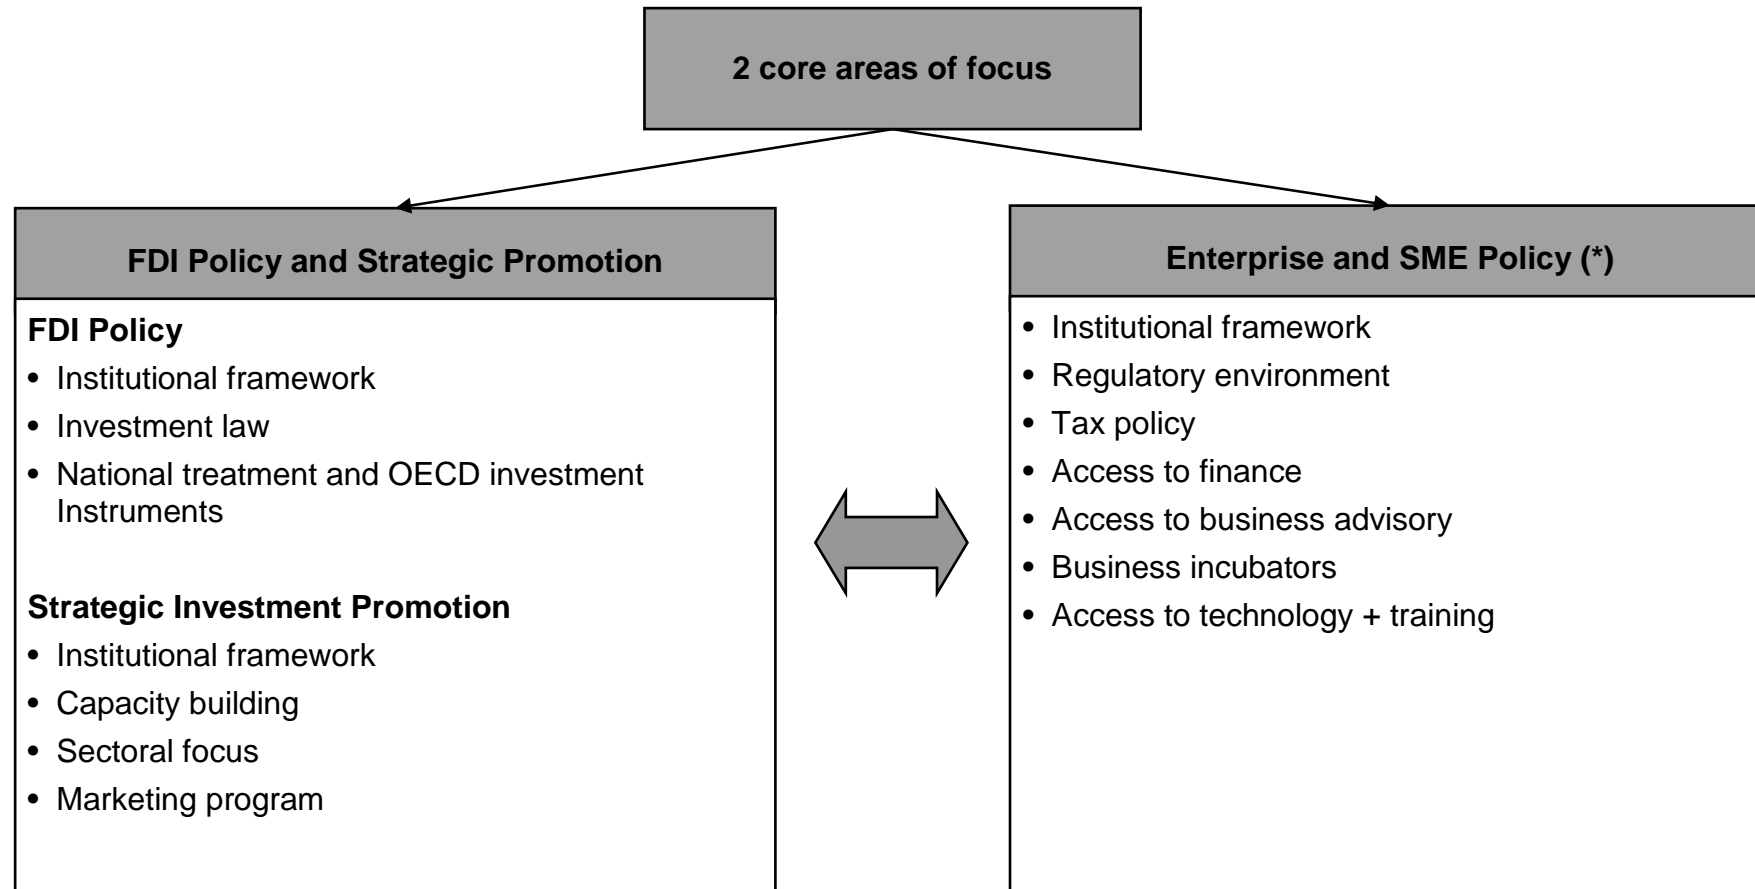 2 core areas of focus
FDI Policy and Strategic Promotion
FDI Policy
• Institutional framework
• Investment law
• National treatment and OECD investment
Instruments
Strategic Investment Promotion
• Institutional framework
• Capacity building
• Sectoral focus
• Marketing program
Enterprise and SME Policy (*)
• Institutional framework
• Regulatory environment
• Tax policy
• Access to finance
• Access to business advisory
• Business incubators
• Access to technology + training